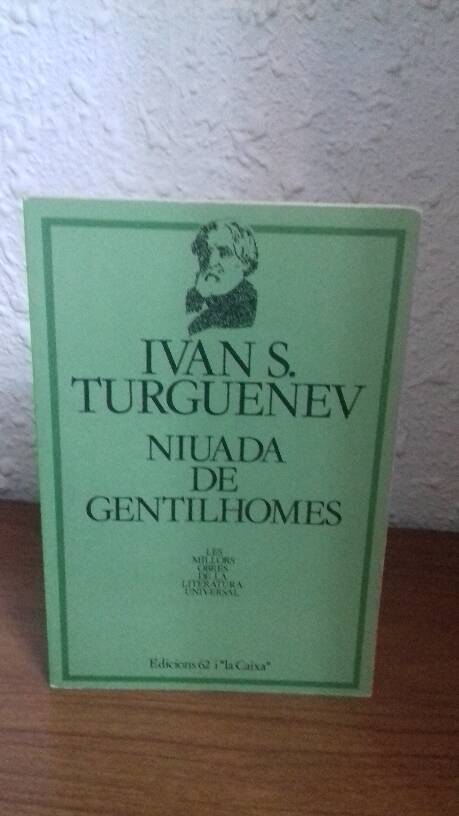 IVAN S.
TURGUENEV
NIUADA
DE
GENTILHOMES
LES
MILLORS
OBRES
DE LA
LITERATURA
UNIVERSAL
Edicions 62 i "la Caixa"